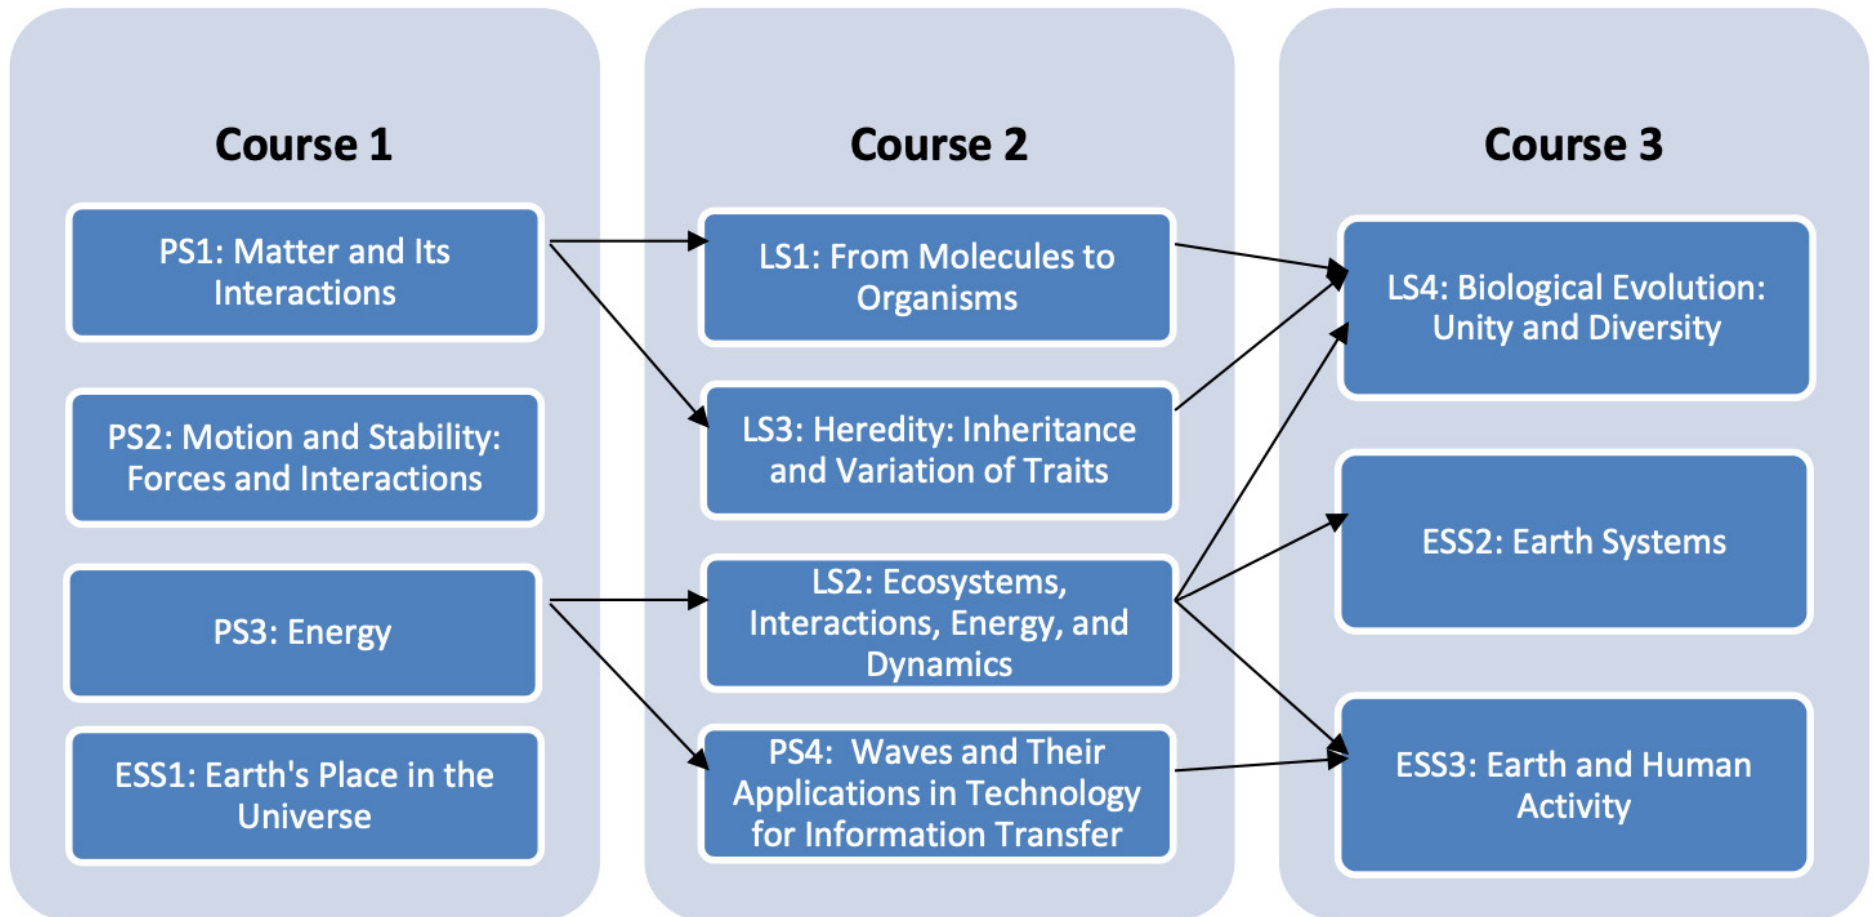 Course 1
PS1: Matter and Its
Interactions
PS2: Motion and Stability:
Forces and Interactions
PS3: Energy
ESS1: Earth's Place in the
Universe
Course 2
LS1: From Molecules to
Organisms
LS3: Heredity: Inheritance
and Variation of Traits
LS2: Ecosystems,
Interactions, Energy, and
Dynamics
PS4:  Waves and Their
Applications in Technology
for Information Transfer
Course 3
LS4: Biological Evolution:
Unity and Diversity
ESS2: Earth Systems
ESS3: Earth and Human
Activity